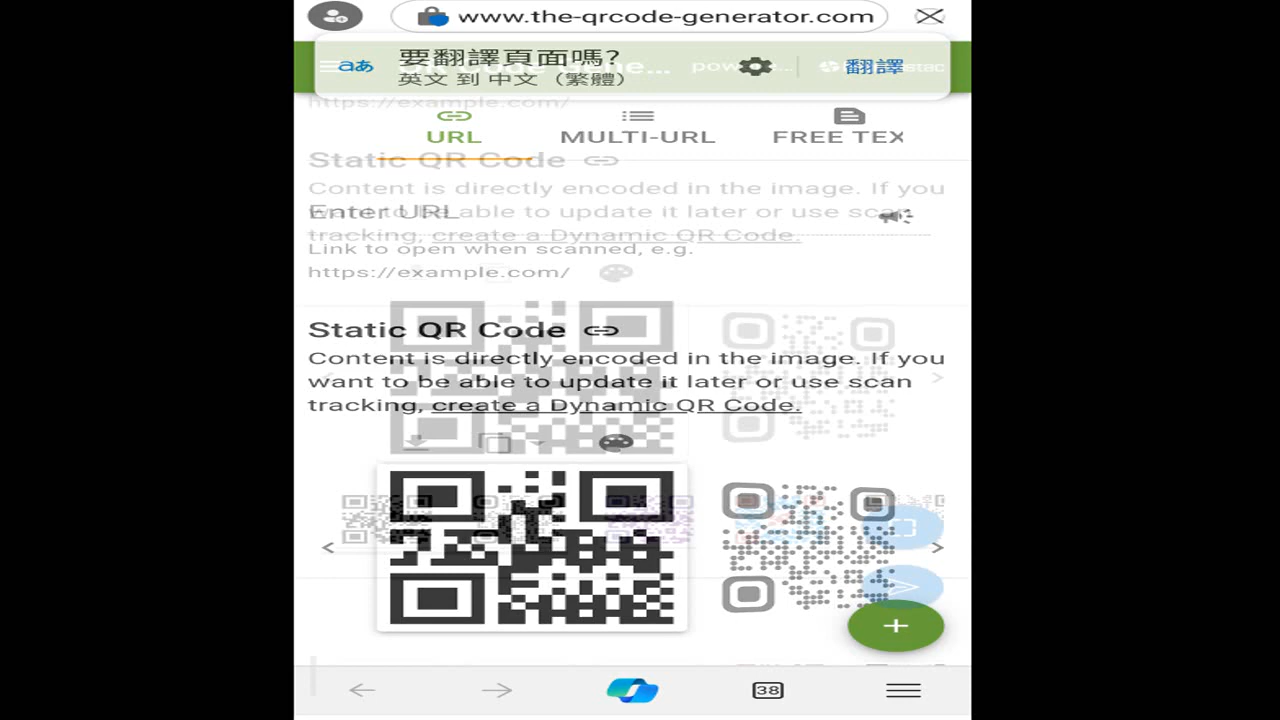 www.the-qrcode-generator.com
要翻譯頁面嗎?
英文 到 中文（繁體）
翻譯
https://example.com/
URL
MULTI-URL
FREE TEX
Static QR Code
Content is directly encoded in the image. If you
want to be able to update it later or use scan
tracking, create a Dynamic QR Code.
Enter URL
Link to open when scanned, e.g.
https://example.com/
Static QR Code
Content is directly encoded in the image. If you
want to be able to update it later or use scan
tracking, create a Dynamic QR Code.
38